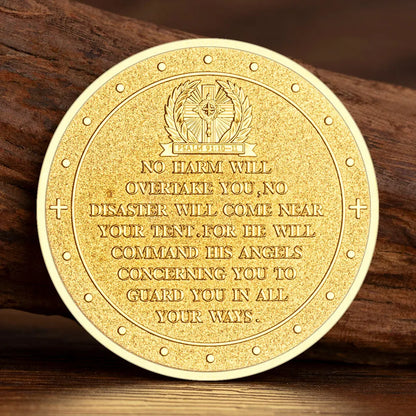 PSALM 91:10-11
NO HARM WILL
OVERTAKE YOU,NO
DISASTER WILL COME NEAR
YOUR TENT.FOR HE WILL
COMMAND HIS ANGELS
CONCERNING YOU TO
GUARD YOU IN ALL
YOUR WAYS.